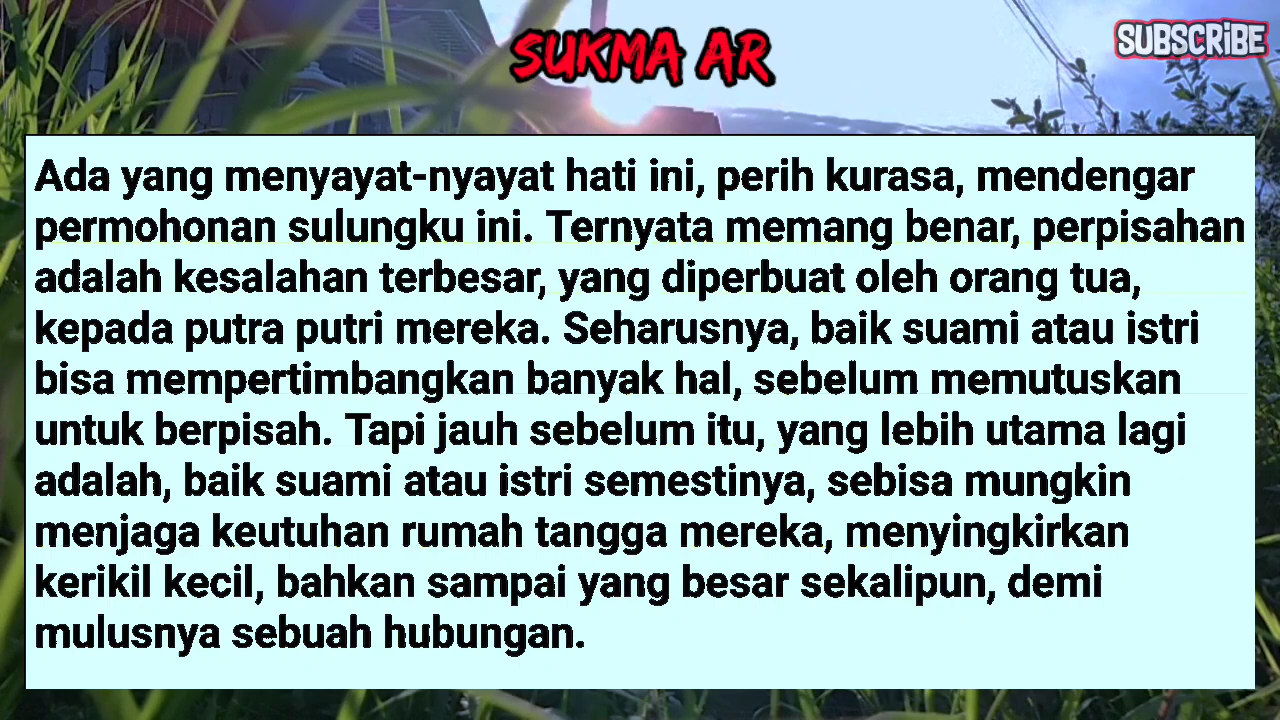 SUKMA AR
SUBSCRIBE
Ada yang menyayat-nyayat hati ini, perih kurasa, mendengar
permohonan sulungku ini. Ternyata memang benar, perpisahan
adalah kesalahan terbesar, yang diperbuat oleh orang tua,
kepada putra putri mereka. Seharusnya, baik suami atau istri
bisa mempertimbangkan banyak hal, sebelum memutuskan
untuk berpisah. Tapi jauh sebelum itu, yang lebih utama lagi
adalah, baik suami atau istri semestinya, sebisa mungkin
menjaga keutuhan rumah tangga mereka, menyingkirkan
kerikil kecil, bahkan sampai yang besar sekalipun, demi
mulusnya sebuah hubungan.